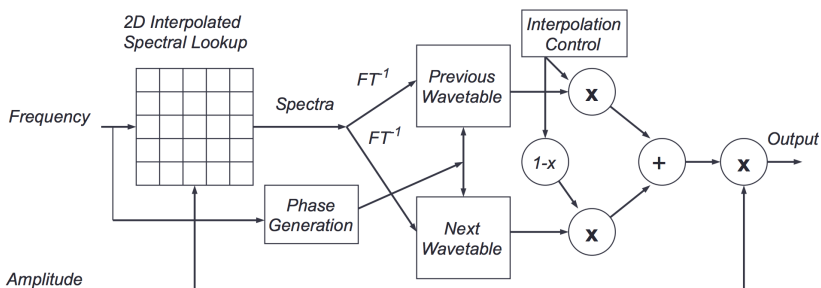 2D Interpolated
Spectral Lookup
Interpolation
Control
Frequency
Spectra
FT-1
FT-1
Previous
Wavetable
x
1-x
+
x
Output
Phase
Generation
Next
Wavetable
x
Amplitude